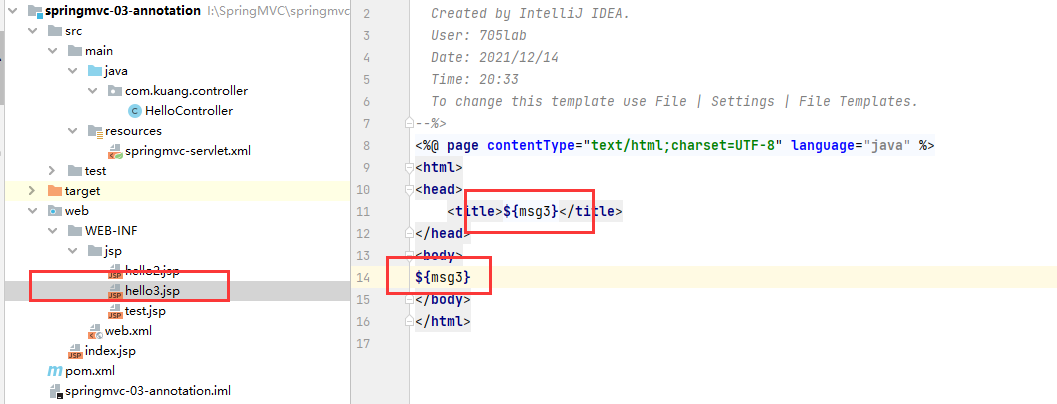 springmvc-03-annotation I:\SpringMVC\springmvc
src
main
java
com.kuang.controller
HelloController
resources
springmvc-servlet.xml
test
target
web
WEB-INF
jsp
hello2.jsp
hello3.jsp
test.jsp
web.xml
index.jsp
pom.xml
springmvc-03-annotation.iml
2 Created by IntelliJ IDEA.
3 User: 705lab
4 Date: 2021/12/14
5 Time: 20:33
6 To change this template use File | Settings | File Templates.
7 --%>
8 <%@ page contentType="text/html;charset=UTF-8" language="java" %>
9 <html>
10 <head>
11 <title>${msg3}</title>
12 </head>
13 <body>
14 ${msg3}
15 </body>
16 </html>
17